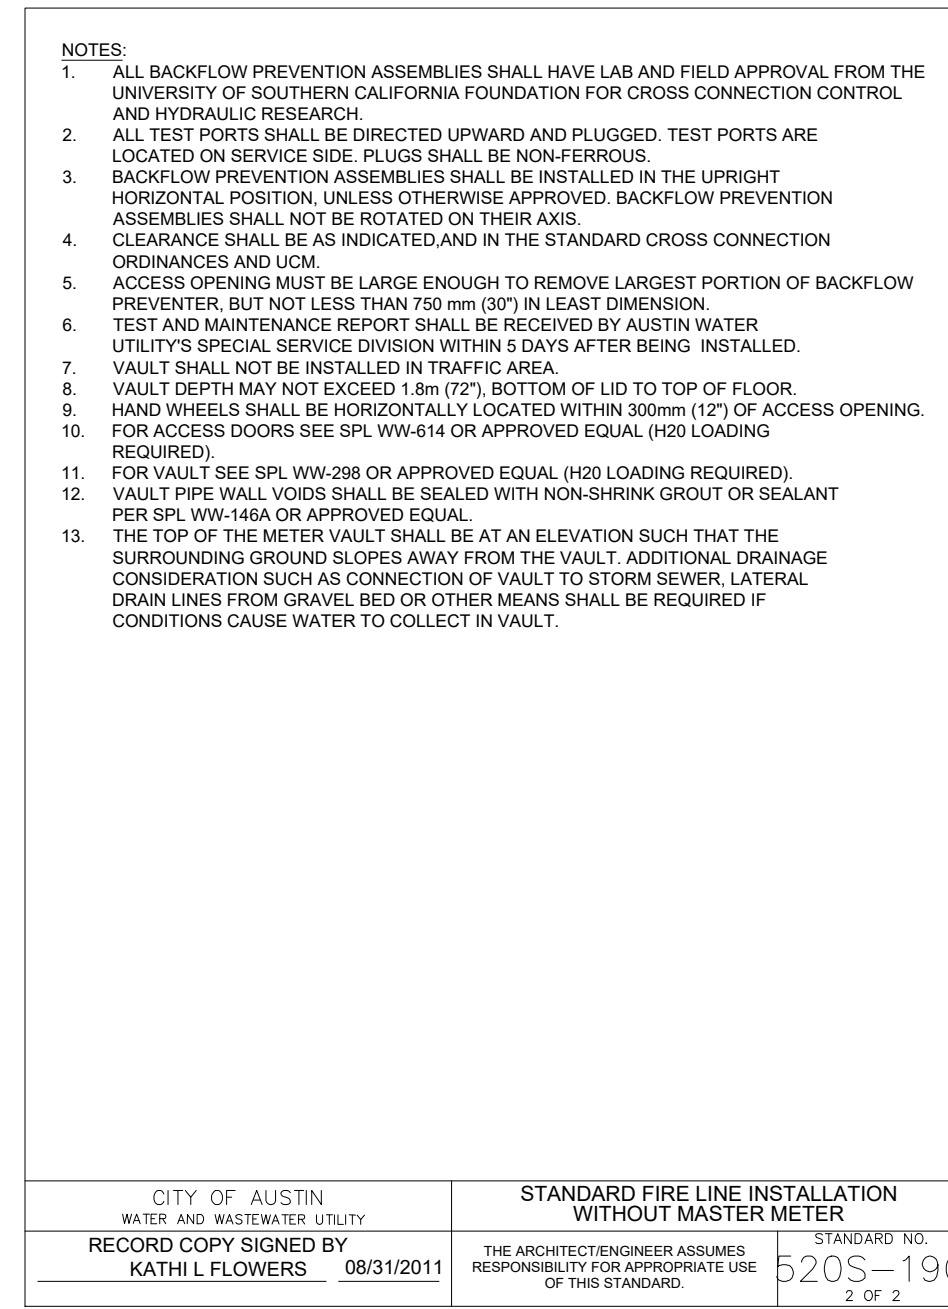 NOTES:
1. ALL BACKFLOW PREVENTION ASSEMBLIES SHALL HAVE LAB AND FIELD APPROVAL FROM THE
UNIVERSITY OF SOUTHERN CALIFORNIA FOUNDATION FOR CROSS CONNECTION CONTROL
AND HYDRAULIC RESEARCH.
2. ALL TEST PORTS SHALL BE DIRECTED UPWARD AND PLUGGED. TEST PORTS ARE
LOCATED ON SERVICE SIDE. PLUGS SHALL BE NON-FERROUS.
3. BACKFLOW PREVENTION ASSEMBLIES SHALL BE INSTALLED IN THE UPRIGHT
HORIZONTAL POSITION, UNLESS OTHERWISE APPROVED. BACKFLOW PREVENTION
ASSEMBLIES SHALL NOT BE ROTATED ON THEIR AXIS.
4. CLEARANCE SHALL BE AS INDICATED,AND IN THE STANDARD CROSS CONNECTION
ORDINANCES AND UCM.
5. ACCESS OPENING MUST BE LARGE ENOUGH TO REMOVE LARGEST PORTION OF BACKFLOW
PREVENTER, BUT NOT LESS THAN 750 mm (30") IN LEAST DIMENSION.
6. TEST AND MAINTENANCE REPORT SHALL BE RECEIVED BY AUSTIN WATER
UTILITY'S SPECIAL SERVICE DIVISION WITHIN 5 DAYS AFTER BEING INSTALLED.
7. VAULT SHALL NOT BE INSTALLED IN TRAFFIC AREA.
8. VAULT DEPTH MAY NOT EXCEED 1.8m (72"), BOTTOM OF LID TO TOP OF FLOOR.
9. HAND WHEELS SHALL BE HORIZONTALLY LOCATED WITHIN 300mm (12") OF ACCESS OPENING.
10. FOR ACCESS DOORS SEE SPL WW-614 OR APPROVED EQUAL (H20 LOADING
REQUIRED).
11. FOR VAULT SEE SPL WW-298 OR APPROVED EQUAL (H20 LOADING REQUIRED).
12. VAULT PIPE WALL VOIDS SHALL BE SEALED WITH NON-SHRINK GROUT OR SEALANT
PER SPL WW-146A OR APPROVED EQUAL.
13. THE TOP OF THE METER VAULT SHALL BE AT AN ELEVATION SUCH THAT THE
SURROUNDING GROUND SLOPES AWAY FROM THE VAULT. ADDITIONAL DRAINAGE
CONSIDERATION SUCH AS CONNECTION OF VAULT TO STORM SEWER, LATERAL
DRAIN LINES FROM GRAVEL BED OR OTHER MEANS SHALL BE REQUIRED IF
CONDITIONS CAUSE WATER TO COLLECT IN VAULT.
CITY OF AUSTIN
WATER AND WASTEWATER UTILITY
STANDARD FIRE LINE INSTALLATION
WITHOUT MASTER METER
RECORD COPY SIGNED BY
KATHI L FLOWERS 08/31/2011
THE ARCHITECT/ENGINEER ASSUMES
RESPONSIBILITY FOR APPROPRIATE USE
OF THIS STANDARD.
STANDARD NO.
2 OF 2